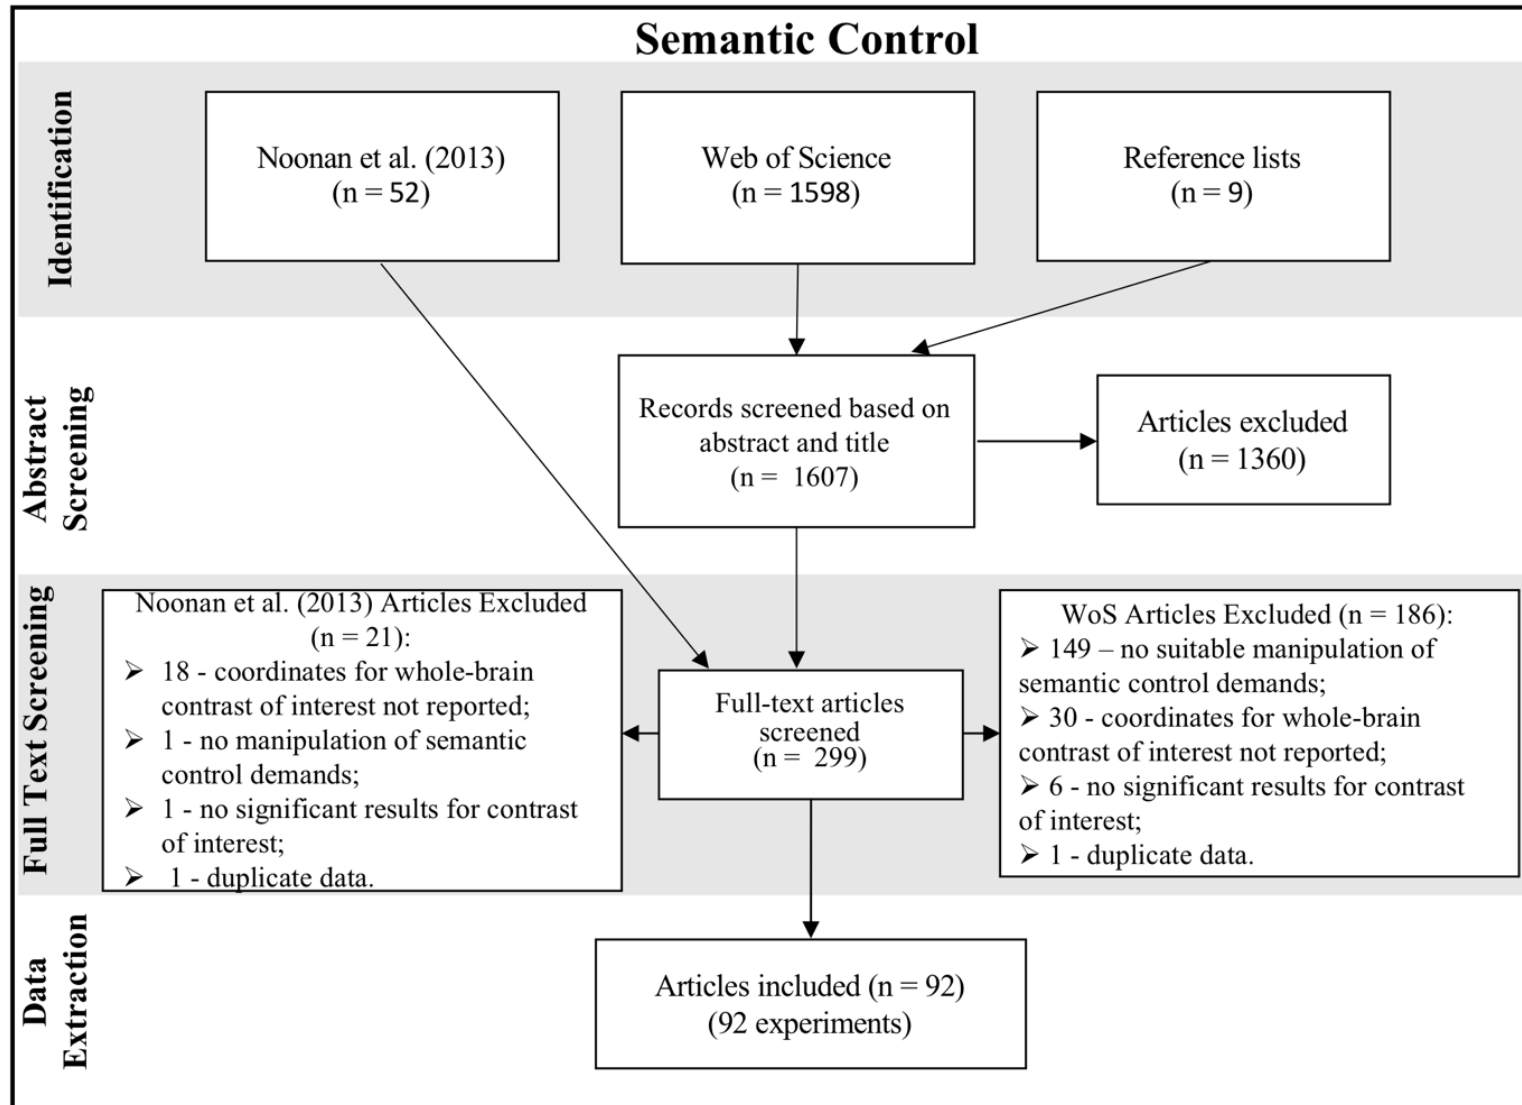 Semantic Control
Identification
Noonan et al. (2013)
(n = 52)
Web of Science
(n = 1598)
Reference lists
(n = 9)
Abstract
Screening
Records screened based on
abstract and title
(n =  1607)
Articles excluded
(n = 1360)
Full Text Screening
Noonan et al. (2013) Articles Excluded
(n = 21):
➢ 18 - coordinates for whole-brain
contrast of interest not reported;
➢ 1 - no manipulation of semantic
control demands;
➢ 1 - no significant results for contrast
of interest;
➢ 1 - duplicate data.
Full-text articles
screened
(n =  299)
WoS Articles Excluded (n = 186):
➢ 149 – no suitable manipulation of
semantic control demands;
➢ 30 - coordinates for whole-brain
contrast of interest not reported;
➢ 6 - no significant results for contrast
of interest;
➢ 1 - duplicate data.
Data
Extraction
Articles included (n = 92)
(92 experiments)